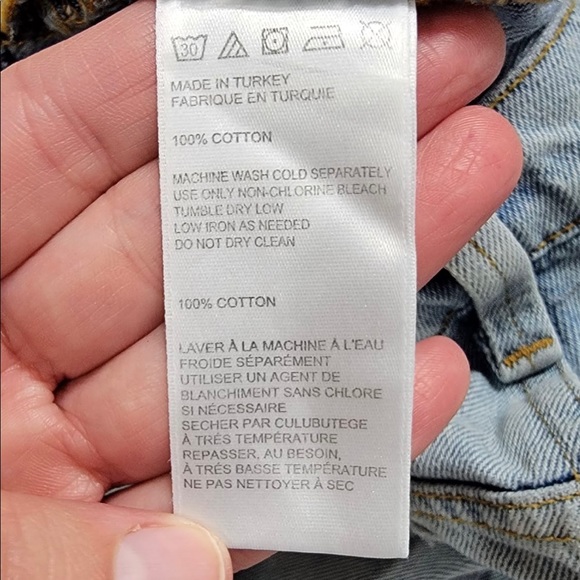 30
MADE IN TURKEY
FABRIQUE EN TURQUIE
100% COTTON
MACHINE WASH COLD SEPARATELY
USE ONLY NON-CHLORINE BLEACH
TUMBLE DRY LOW
LOW IRON AS NEEDED
DO NOT DRY CLEAN
100% COTTON
LAVER À LA MACHINE À L'EAU
FROIDE SÉPARÉMENT
UTILISER UN AGENT DE
BLANCHIMENT SANS CHLORE
SI NÉCESSAIRE
SECHER PAR CULUBUTEGE
À TRÉS TEMPÉRATURE
REPASSER, AU BESOIN,
À TRÉS BASSE TEMPÉRATURE
NE PAS NETTOYER À SEC